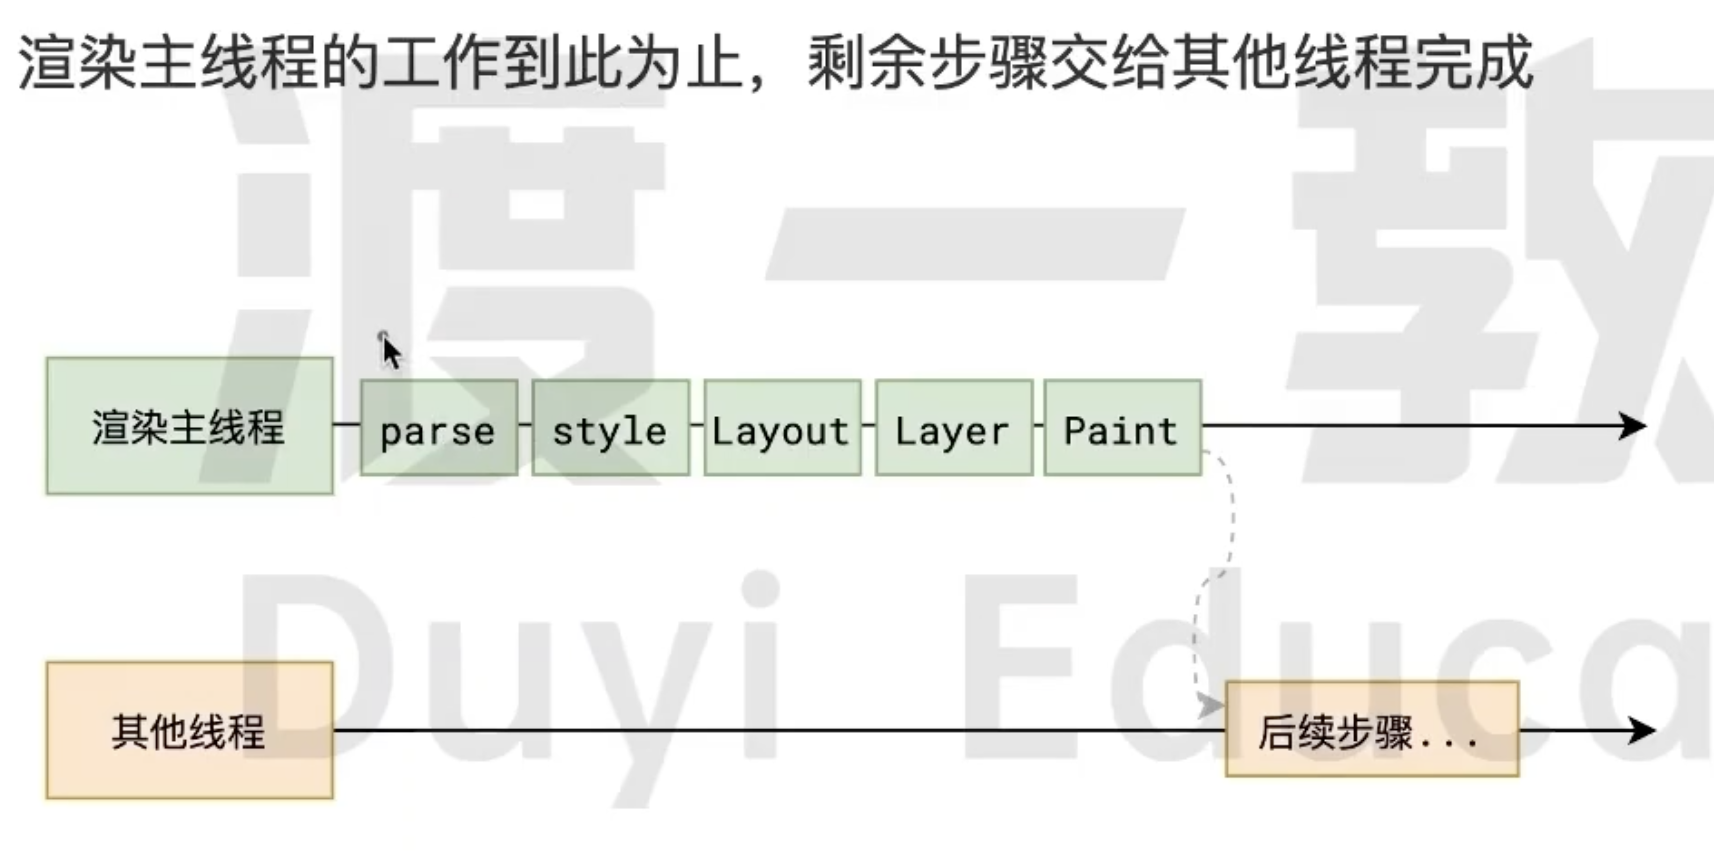 渲染主线程的工作到此为止，剩余步骤交给其他线程完成
渡一教
渲染主线程
parse
style
Layout
Layer
Paint
Duyi Educa
其他线程
后续步骤...